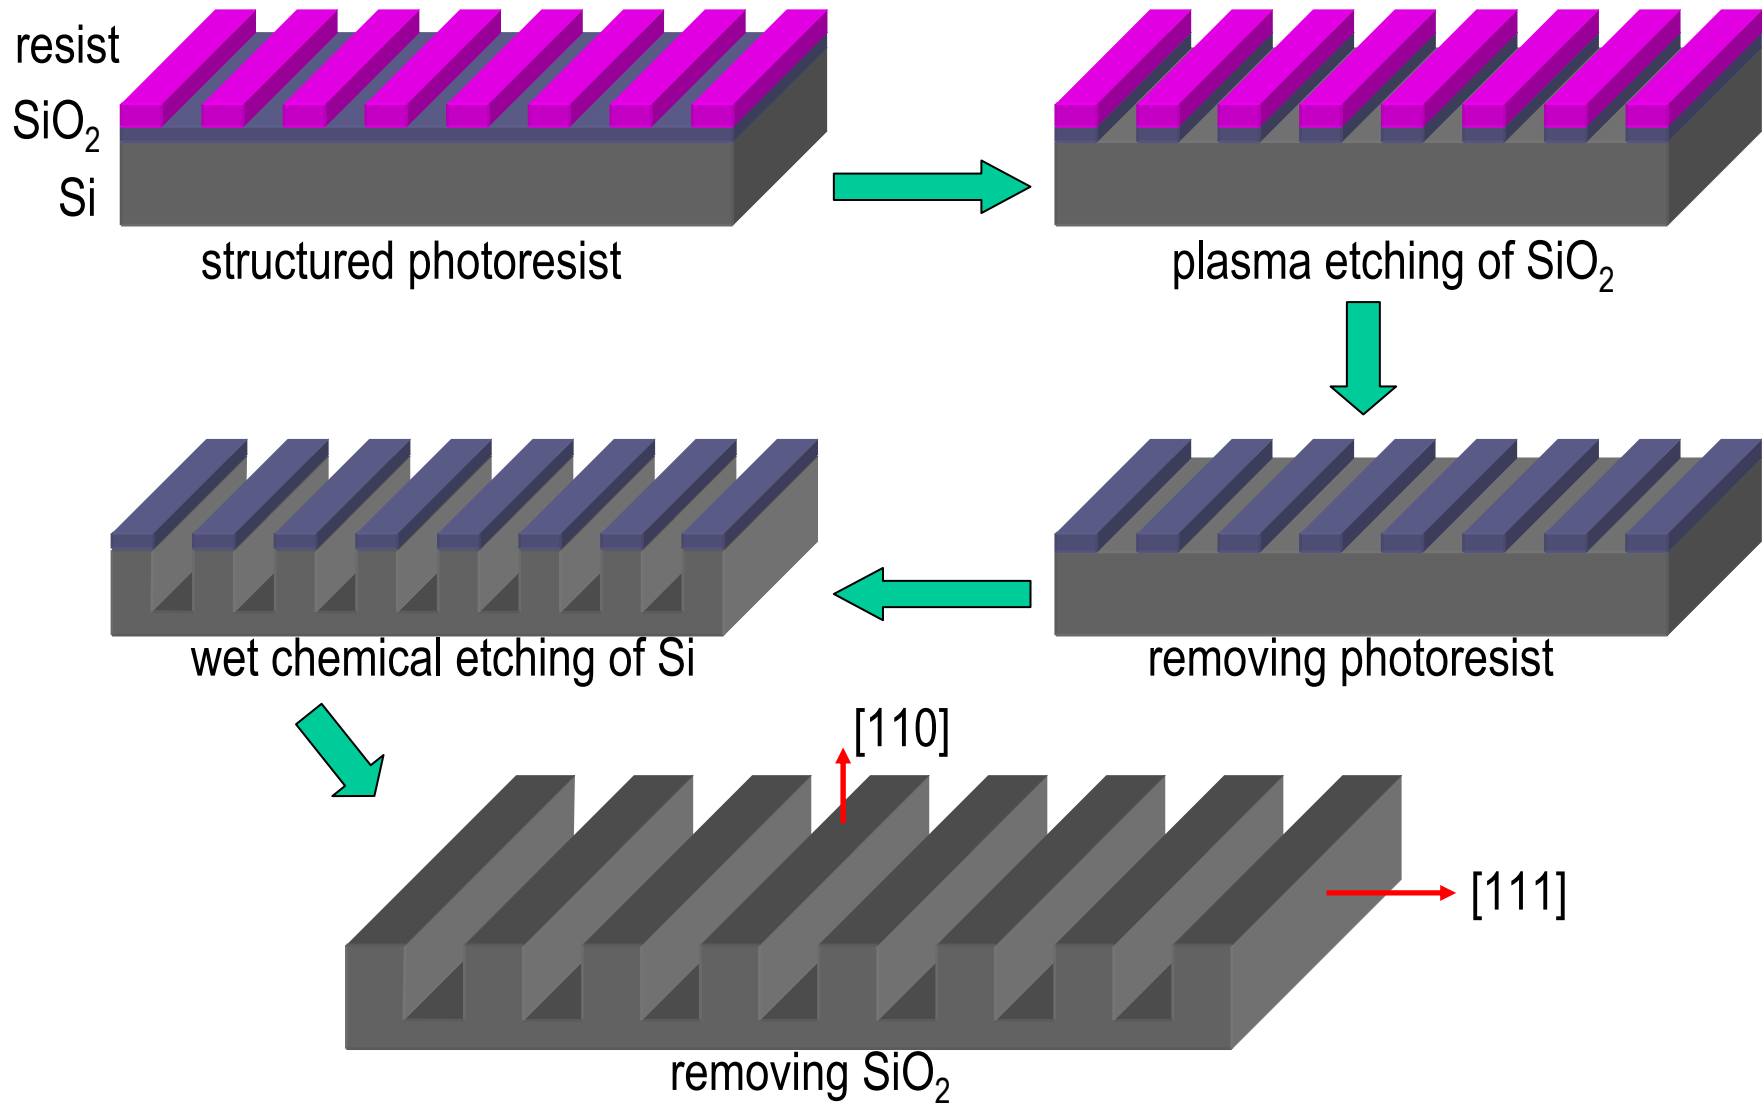 resist
SiO₂
Si
structured photoresist
plasma etching of SiO₂
wet chemical etching of Si
removing photoresist
[110]
[111]
removing SiO₂